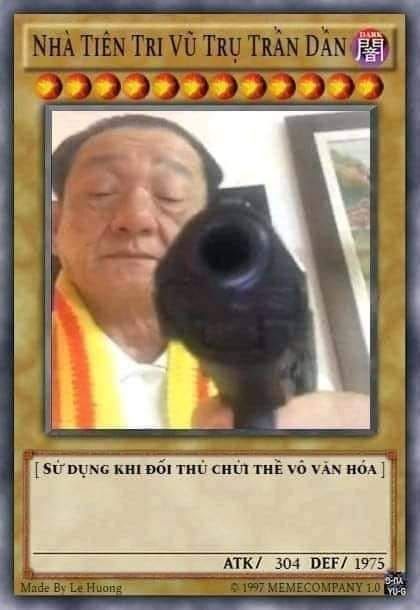 NHÀ TIÊN TRI VŨ TRỤ TRẦN DẦN
DARK
闇
[ SỬ DỤNG KHI ĐỐI THỦ CHỬI THỀ VÔ VĂN HÓA ]
ATK/ 304 DEF/ 1975
Made By Le Huong
© 1997 MEMECOMPANY 1.0